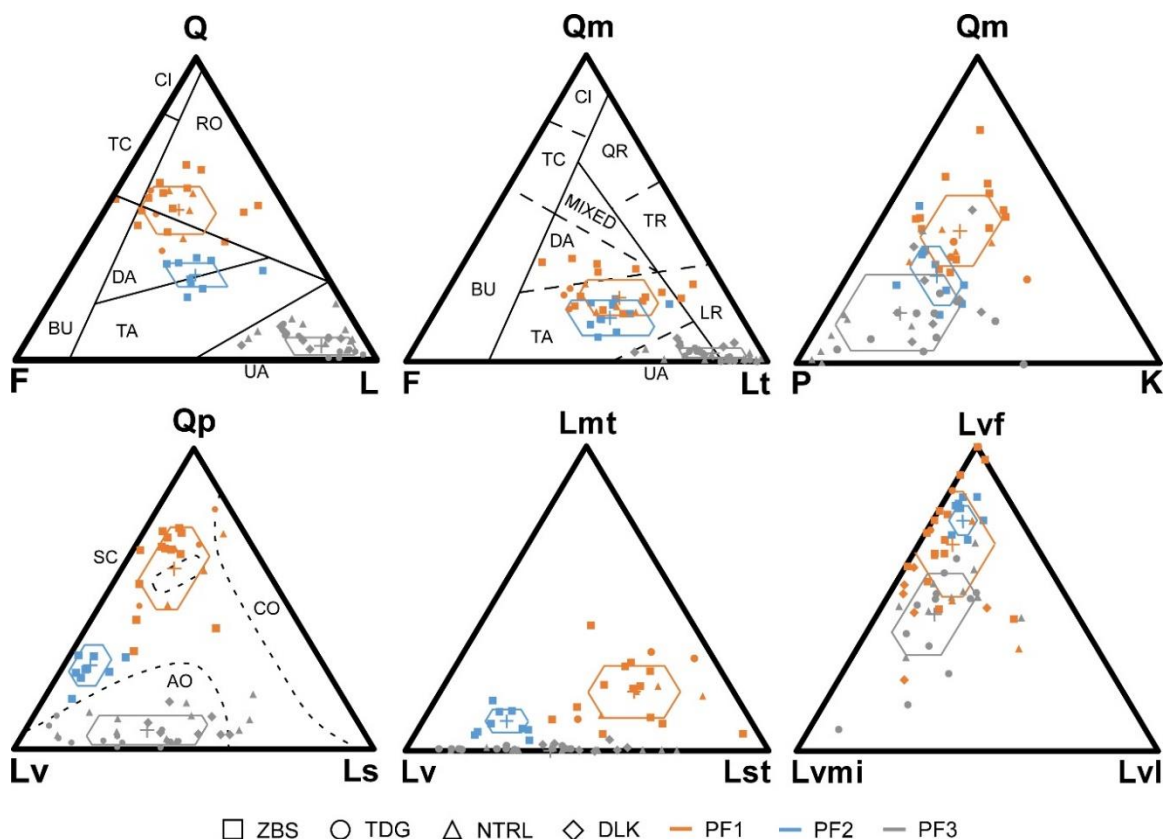 Q Qm Qm
CI
RO
TC
DA
BU
TA
F L
UA
CI
QR
TC
MIXED
TR
DA
BU
LR
TA
F Lt
UA
P K
Qp Lmt Lvf
SC
CO
AO
Lv Ls
Lv Lst
Lvmi Lvl
ZBS TDG NTRL DLK PF1 PF2 PF3